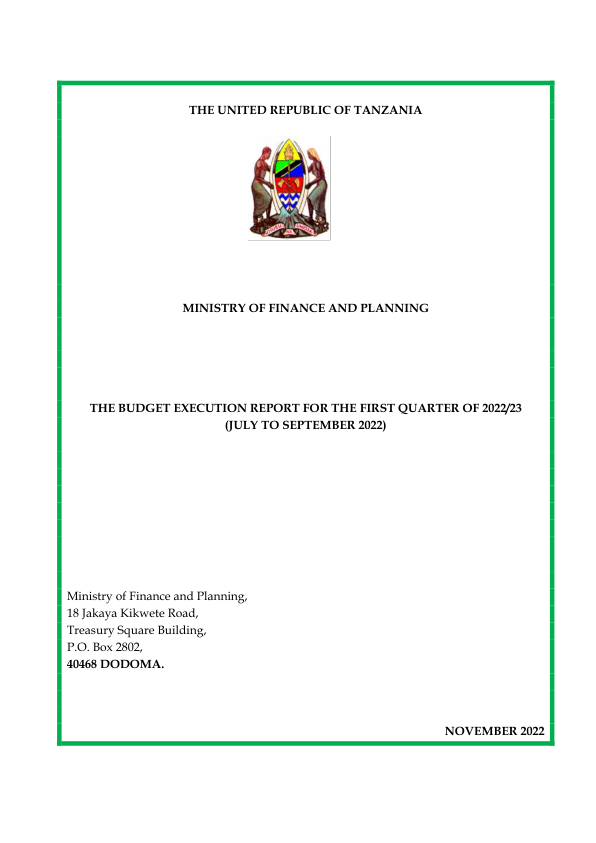 THE UNITED REPUBLIC OF TANZANIA
MINISTRY OF FINANCE AND PLANNING
THE BUDGET EXECUTION REPORT FOR THE FIRST QUARTER OF 2022/23
(JULY TO SEPTEMBER 2022)
Ministry of Finance and Planning,
18 Jakaya Kikwete Road,
Treasury Square Building,
P.O. Box 2802,
40468 DODOMA.
NOVEMBER 2022